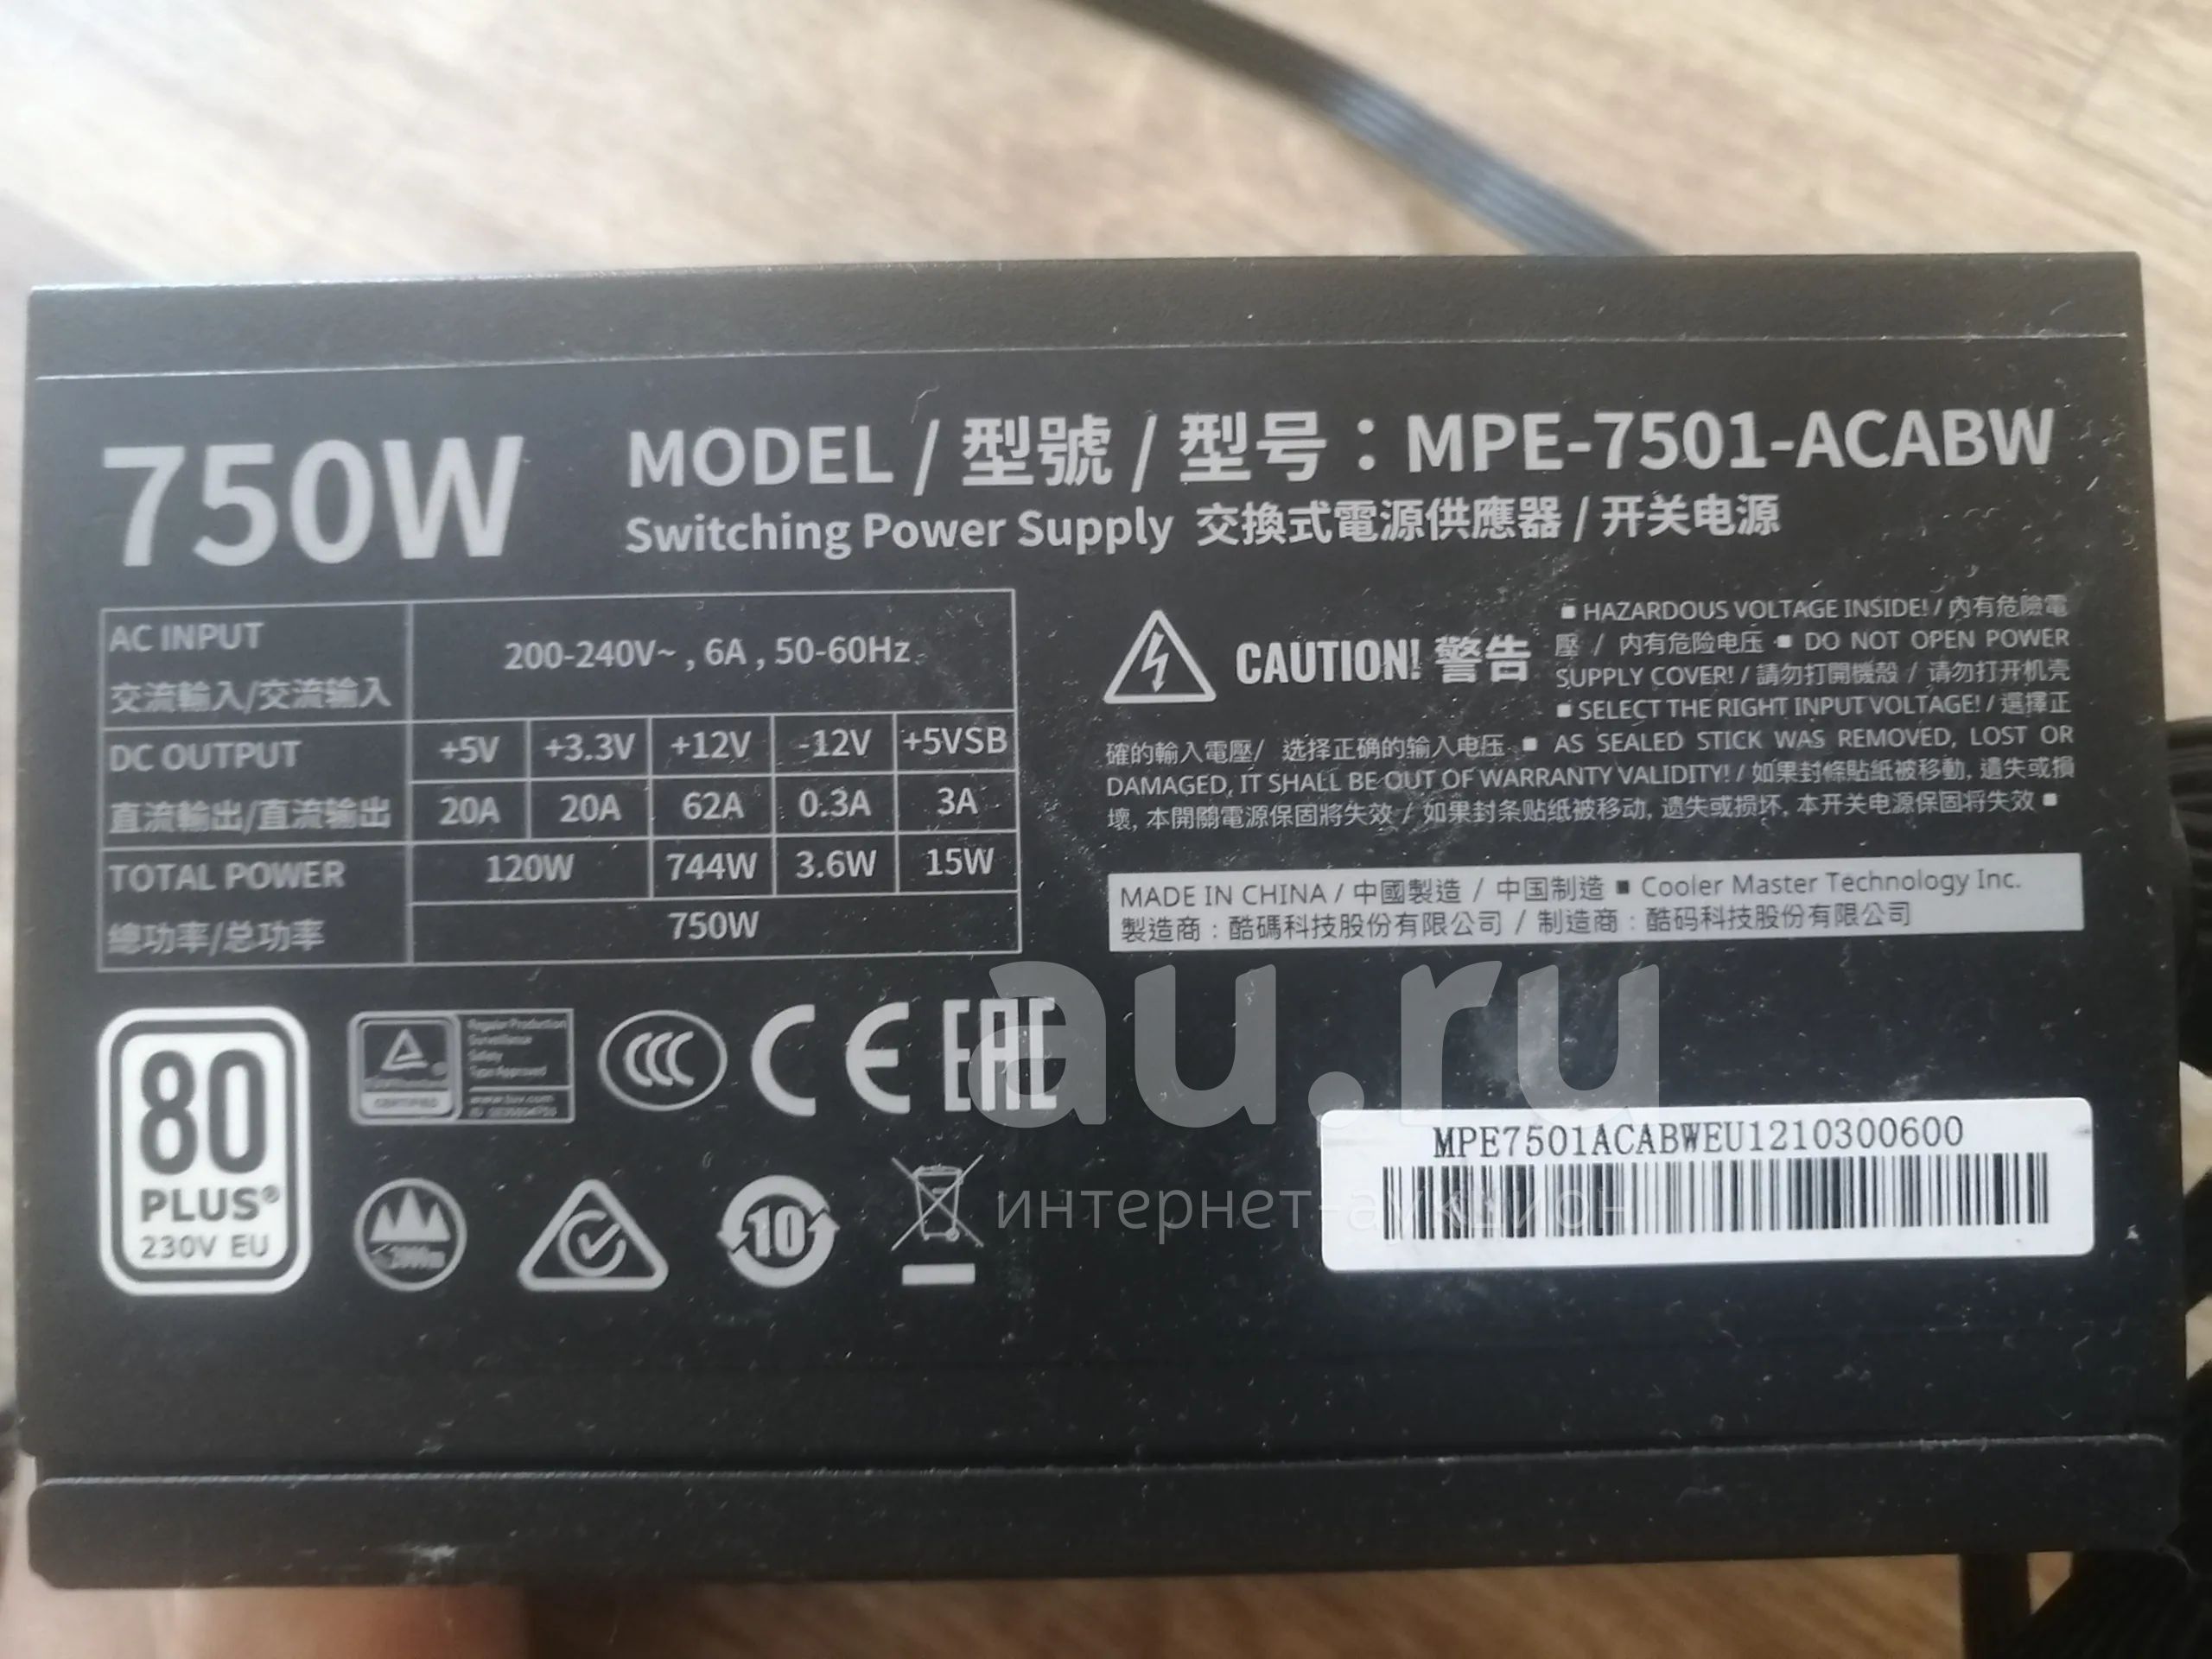 750W
MODEL / 型號 / 型号：MPE-7501-ACABW
Switching Power Supply 交換式電源供應器 / 开关电源
AC INPUT
交流輸入/交流输入
200-240V~ , 6A , 50-60Hz
DC OUTPUT
直流輸出/直流输出
+5V +3.3V +12V -12V +5VSB
20A 20A 62A 0.3A 3A
TOTAL POWER
總功率/总功率
120W 744W 3.6W 15W
750W
CAUTION! 警告
■ HAZARDOUS VOLTAGE INSIDE! / 內有危險電
壓 / 内有危险电压 ■ DO NOT OPEN POWER
SUPPLY COVER! / 請勿打開機殼 / 请勿打开机壳
■ SELECT THE RIGHT INPUT VOLTAGE! / 選擇正
確的輸入電壓/ 选择正确的输入电压 ■ AS SEALED STICK WAS REMOVED, LOST OR
DAMAGED, IT SHALL BE OUT OF WARRANTY VALIDITY! / 如果封條貼紙被移動, 遺失或損
壞, 本開關電源保固將失效 / 如果封条贴纸被移动, 遗失或损坏, 本开关电源保固将失效 ■
MADE IN CHINA / 中國製造 / 中国制造 ■ Cooler Master Technology Inc.
製造商 : 酷碼科技股份有限公司 / 制造商 : 酷码科技股份有限公司
80
PLUS®
230V EU
Regular Production
Surveillance
Safety
Type Approved
www.tuv.com
CERTIFIED
CCC
CE
EAC
10
au.ru
интернет-аукцион
MPE7501ACABWEU1210300600